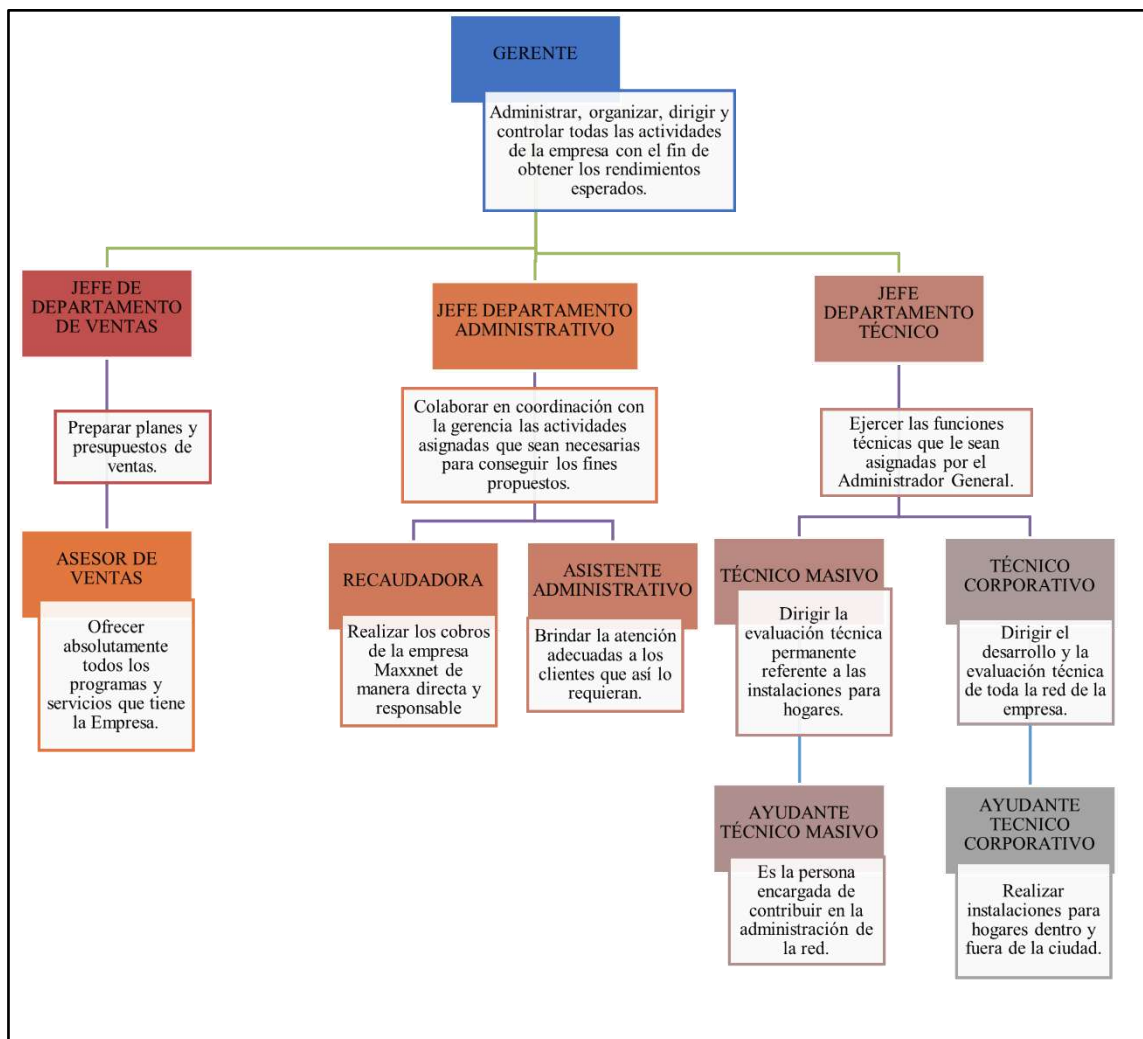 GERENTE
Administrar, organizar, dirigir y
controlar todas las actividades
de la empresa con el fin de
obtener los rendimientos
esperados.
JEFE DE
DEPARTAMENTO
DE VENTAS
Preparar planes y
presupuestos de
ventas.
ASESOR DE
VENTAS
Ofrecer
absolutamente
todos los
programas y
servicios que tiene
la Empresa.
JEFE DEPARTAMENTO
ADMINISTRATIVO
Colaborar en coordinación con
la gerencia las actividades
asignadas que sean necesarias
para conseguir los fines
propuestos.
RECAUDADORA
Realizar los cobros
de la empresa
Maxxnet de
manera directa y
responsable
ASISTENTE
ADMINISTRATIVO
Brindar la atención
adecuadas a los
clientes que así lo
requieran.
JEFE
DEPARTAMENTO
TÉCNICO
Ejercer las funciones
técnicas que le sean
asignadas por el
Administrador General.
TÉCNICO MASIVO
Dirigir la
evaluación técnica
permanente
referente a las
instalaciones para
hogares.
AYUDANTE
TÉCNICO MASIVO
Es la persona
encargada de
contribuir en la
administración de
la red.
TÉCNICO
CORPORATIVO
Dirigir el
desarrollo y la
evaluación técnica
de toda la red de la
empresa.
AYUDANTE
TECNICO
CORPORATIVO
Realizar
instalaciones para
hogares dentro y
fuera de la ciudad.